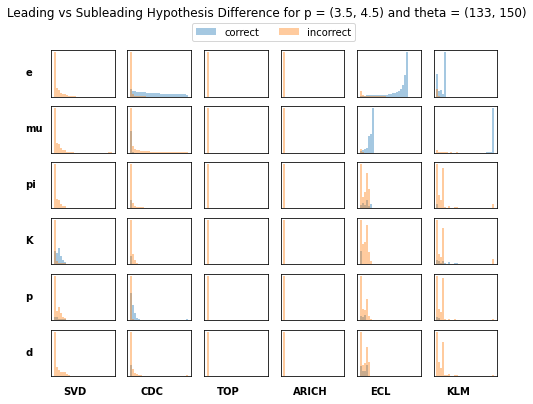 Leading vs Subleading Hypothesis Difference for p = (3.5, 4.5) and theta = (133, 150)
correct incorrect
e
mu
pi
K
p
d
SVD CDC TOP ARICH ECL KLM